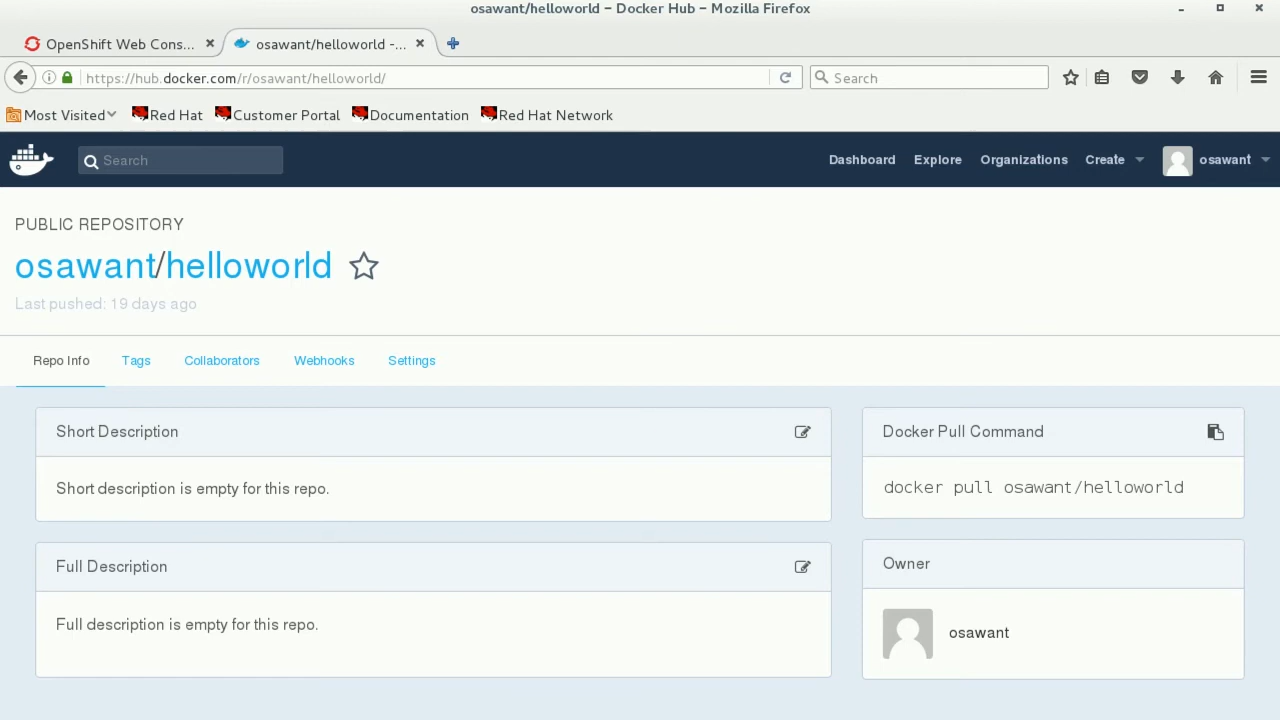 osawant/helloworld – Docker Hub – Mozilla Firefox
OpenShift Web Cons...
osawant/helloworld -...
https://hub.docker.com/r/osawant/helloworld/
Search
Most Visited
Red Hat
Customer Portal
Documentation
Red Hat Network
Search
Dashboard
Explore
Organizations
Create
osawant
PUBLIC REPOSITORY
osawant/helloworld
Last pushed: 19 days ago
Repo Info
Tags
Collaborators
Webhooks
Settings
Short Description
Short description is empty for this repo.
Full Description
Full description is empty for this repo.
Docker Pull Command
docker pull osawant/helloworld
Owner
osawant